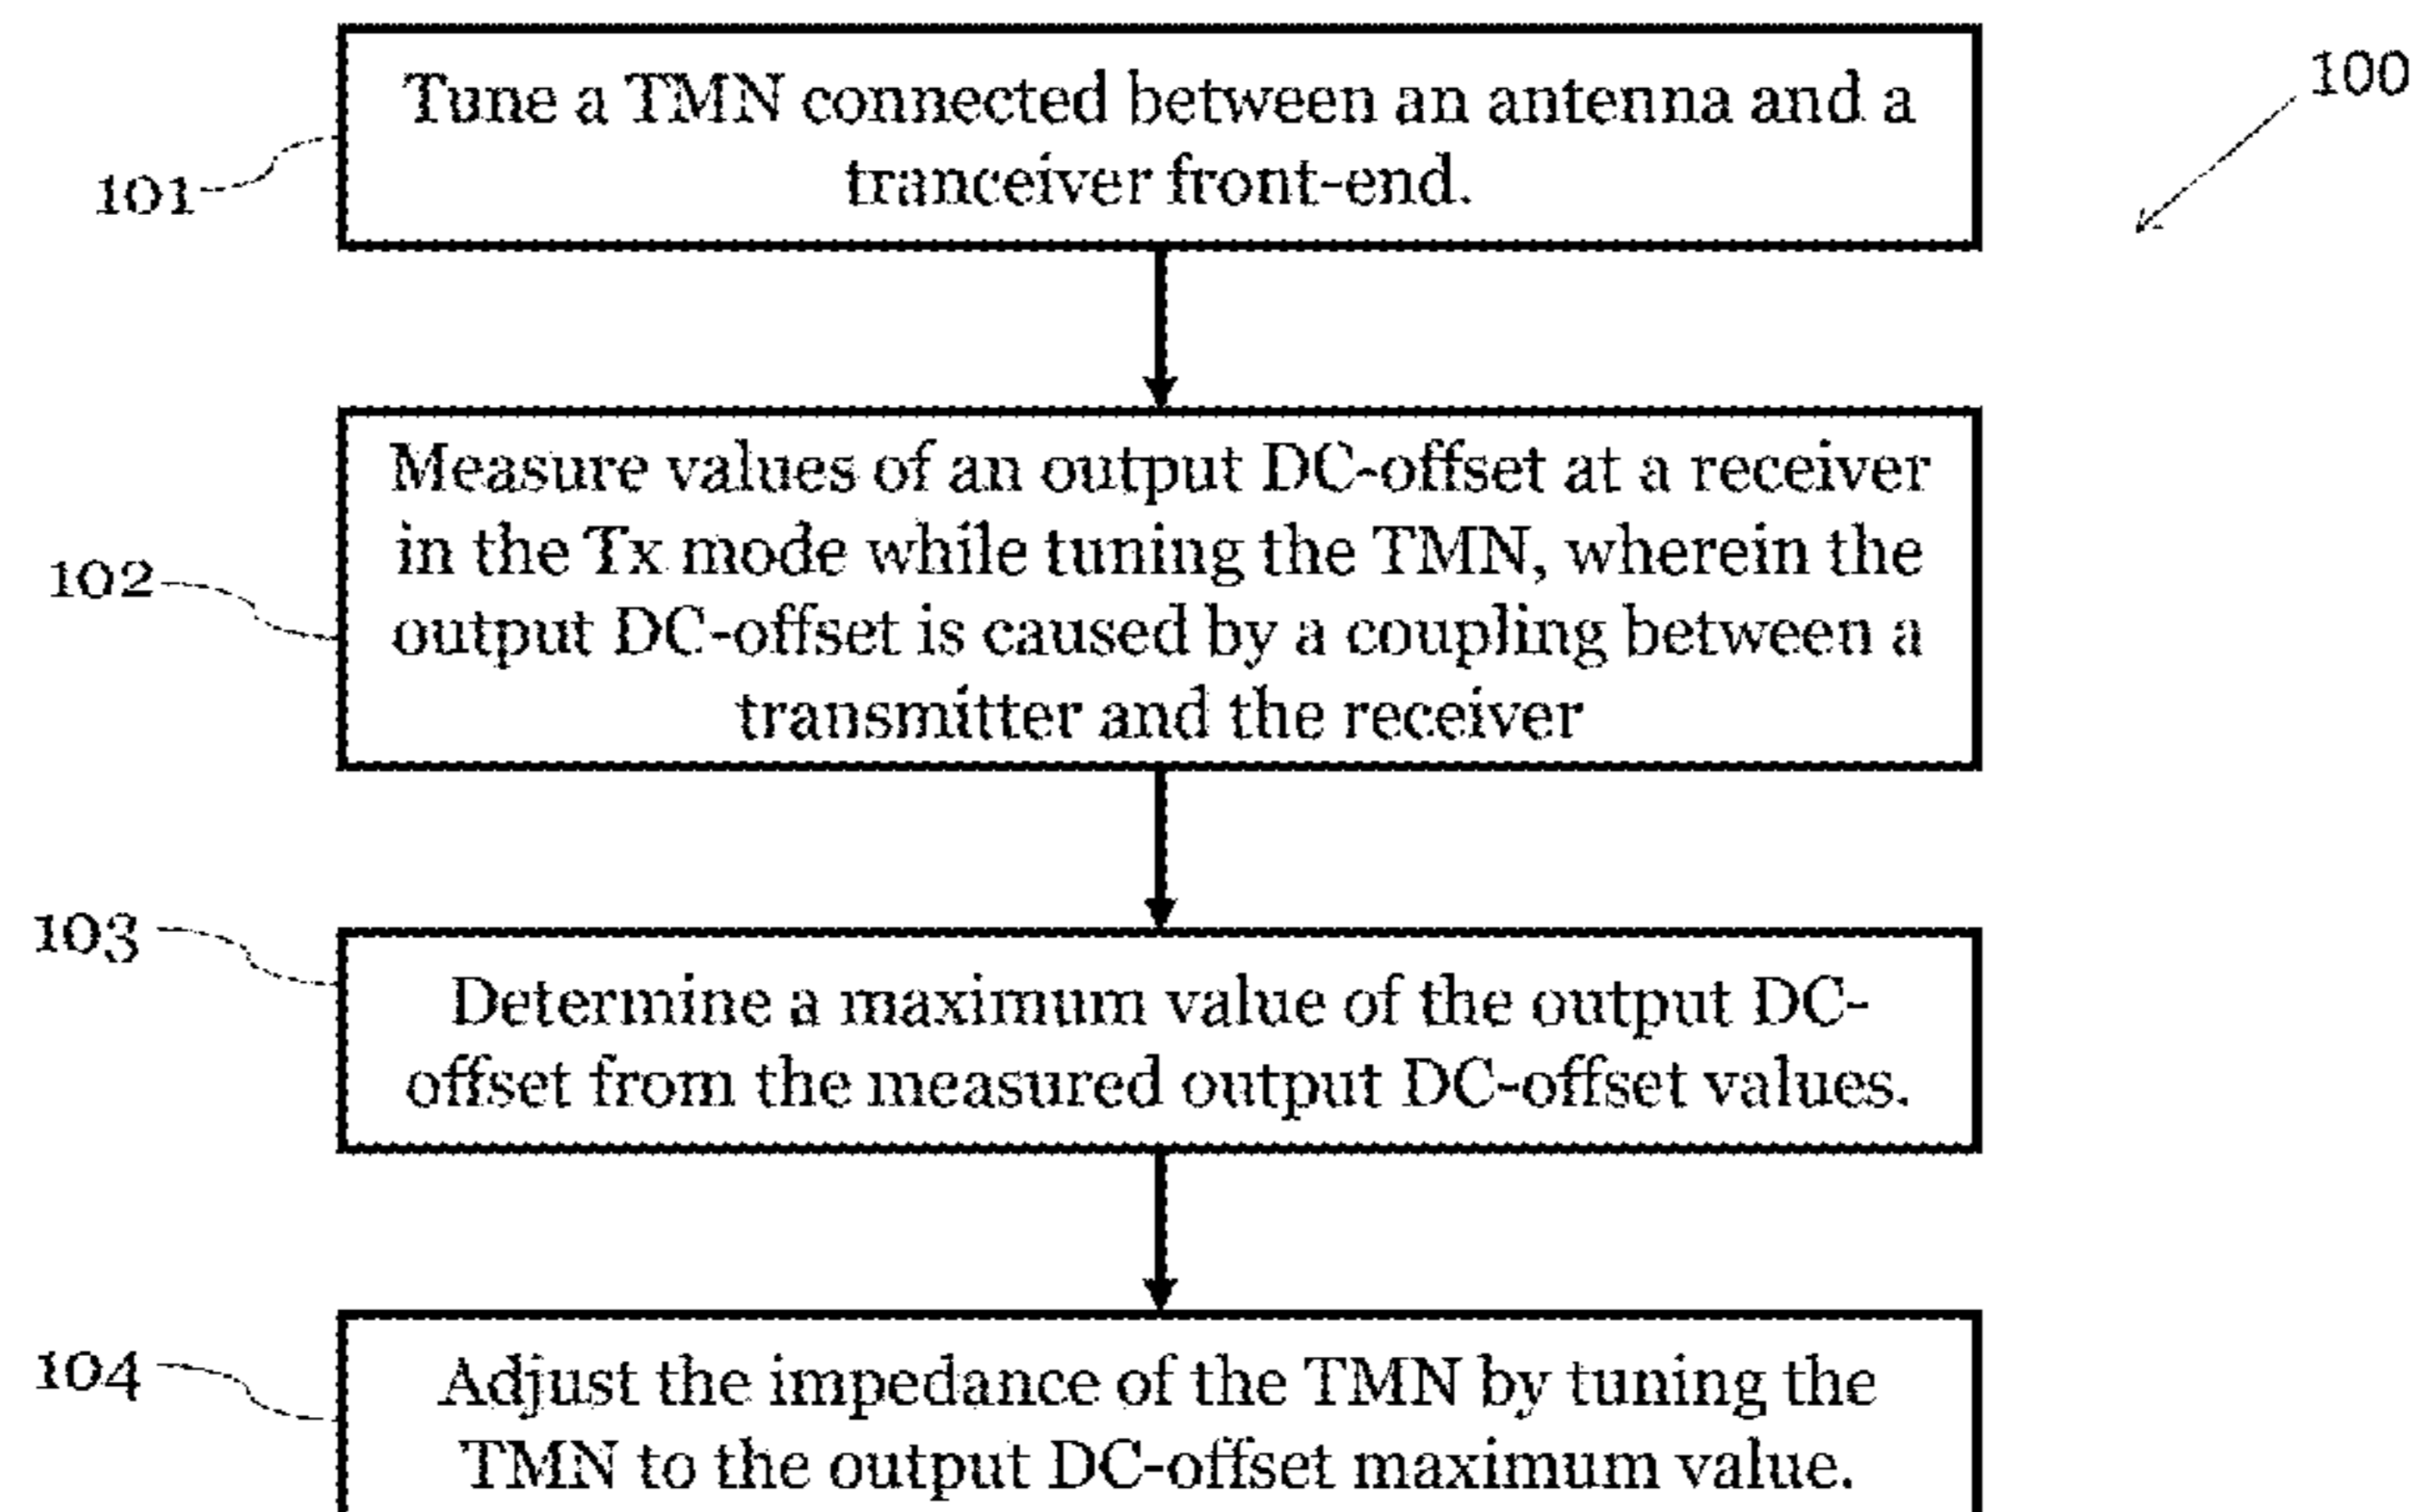 100
Tune a TMN connected between an antenna and a
tranceiver front-end.
101
Measure values of an output DC-offset at a receiver
in the Tx mode while tuning the TMN, wherein the
output DC-offset is caused by a coupling between a
transmitter and the receiver
102
103
Determine a maximum value of the output DC-
offset from the measured output DC-offset values.
104
Adjust the impedance of the TMN by tuning the
TMN to the output DC-offset maximum value.